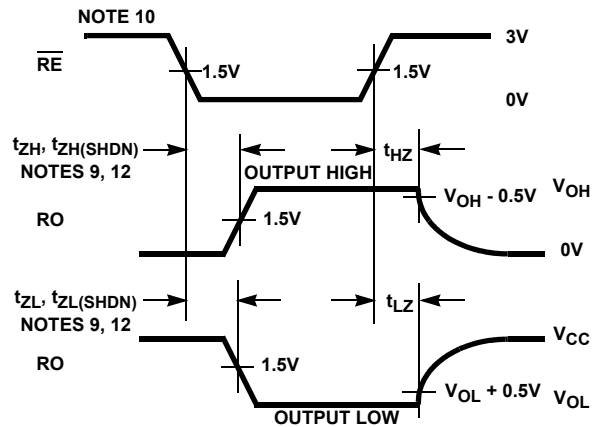 NOTE 10
3V
RE
1.5V
1.5V
0V
tZH, tZH(SHDN)
NOTES 9, 12
tHZ
OUTPUT HIGH
VOH - 0.5V
VOH
RO
1.5V
0V
tZL, tZL(SHDN)
NOTES 9, 12
tLZ
VCC
RO
1.5V
VOL + 0.5V
VOL
OUTPUT LOW